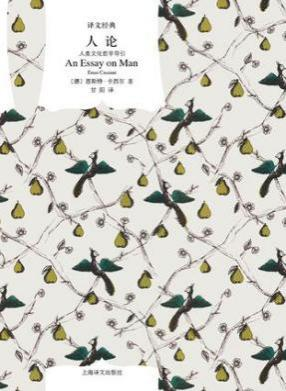 译文经典
人论
人类文化哲学导引
An Essay on Man
Ernst Cassirer
〔德〕恩斯特·卡西尔 著
甘阳 译
上海译文出版社